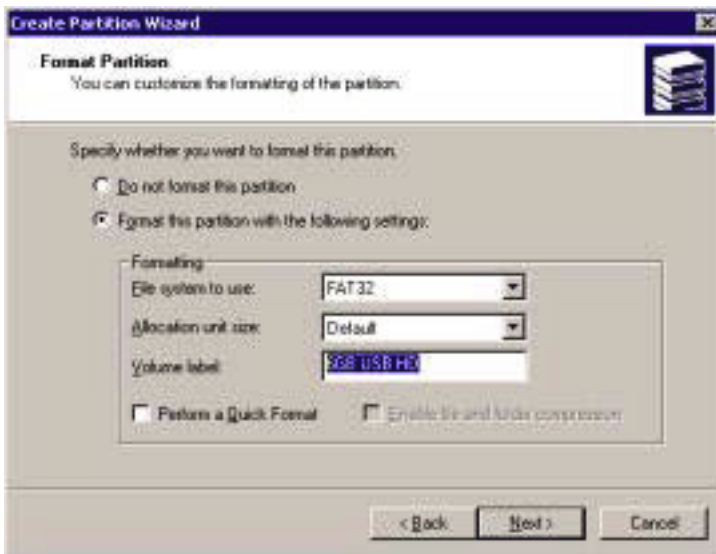 Create Partition Wizard
Format Partition
You can customize the formatting of the partition.
Specify whether you want to format this partition.
Do not format this partition
Format this partition with the following settings:
Formatting
File system to use: FAT32
Allocation unit size: Default
Volume label: USB HD
Perform a Quick Format Enable file and folder compression
< Back Next > Cancel